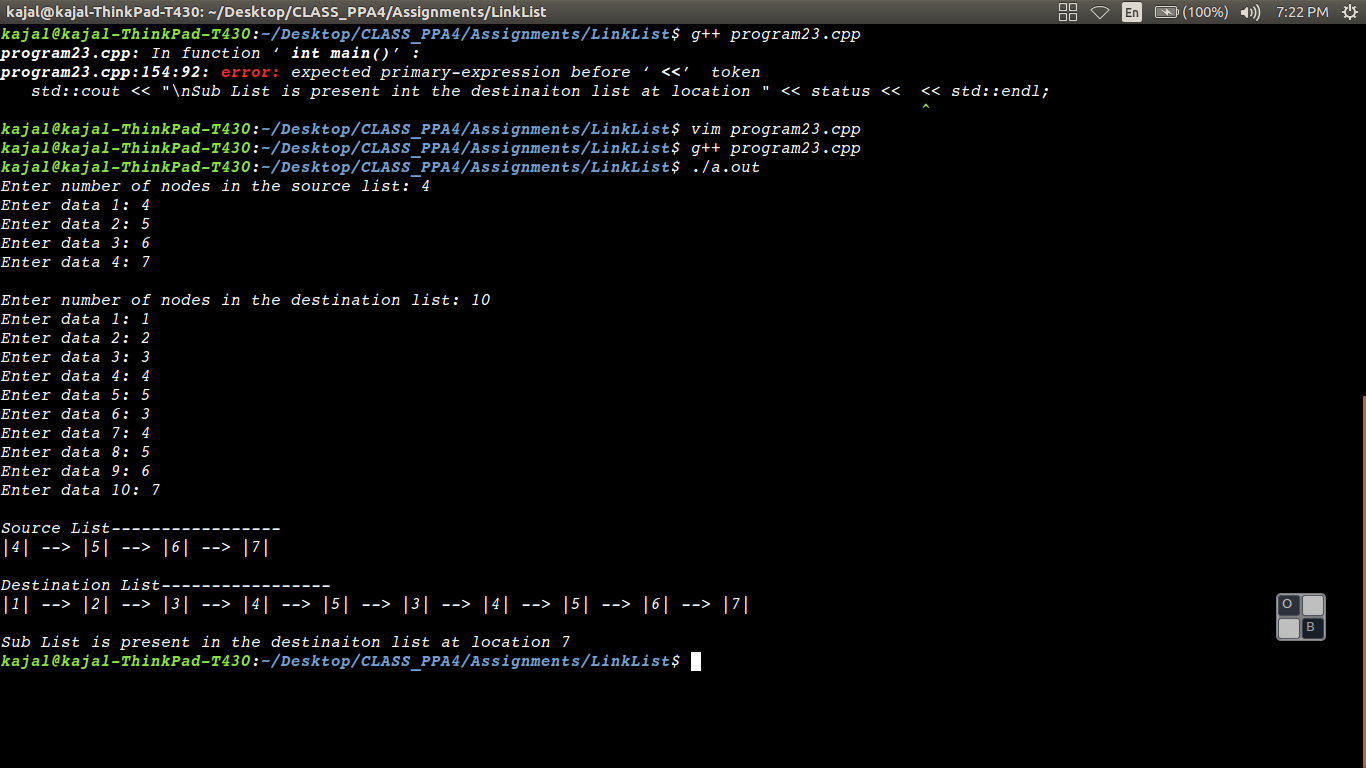 kajal@kajal-ThinkPad-T430: ~/Desktop/CLASS_PPA4/Assignments/LinkList En (100%) 7:22 PM
kajal@kajal-ThinkPad-T430:~/Desktop/CLASS_PPA4/Assignments/LinkList$ g++ program23.cpp
program23.cpp: In function ‘ int main()’ :
program23.cpp:154:92: error: expected primary-expression before ‘ <<’  token
   std::cout << "\nSub List is present int the destinaiton list at location " << status <<  << std::endl;
^
kajal@kajal-ThinkPad-T430:~/Desktop/CLASS_PPA4/Assignments/LinkList$ vim program23.cpp
kajal@kajal-ThinkPad-T430:~/Desktop/CLASS_PPA4/Assignments/LinkList$ g++ program23.cpp
kajal@kajal-ThinkPad-T430:~/Desktop/CLASS_PPA4/Assignments/LinkList$ ./a.out
Enter number of nodes in the source list: 4
Enter data 1: 4
Enter data 2: 5
Enter data 3: 6
Enter data 4: 7
Enter number of nodes in the destination list: 10
Enter data 1: 1
Enter data 2: 2
Enter data 3: 3
Enter data 4: 4
Enter data 5: 5
Enter data 6: 3
Enter data 7: 4
Enter data 8: 5
Enter data 9: 6
Enter data 10: 7
Source List-----------------
|4| --> |5| --> |6| --> |7|
Destination List-----------------
|1| --> |2| --> |3| --> |4| --> |5| --> |3| --> |4| --> |5| --> |6| --> |7|
Sub List is present in the destinaiton list at location 7
kajal@kajal-ThinkPad-T430:~/Desktop/CLASS_PPA4/Assignments/LinkList$
O
B